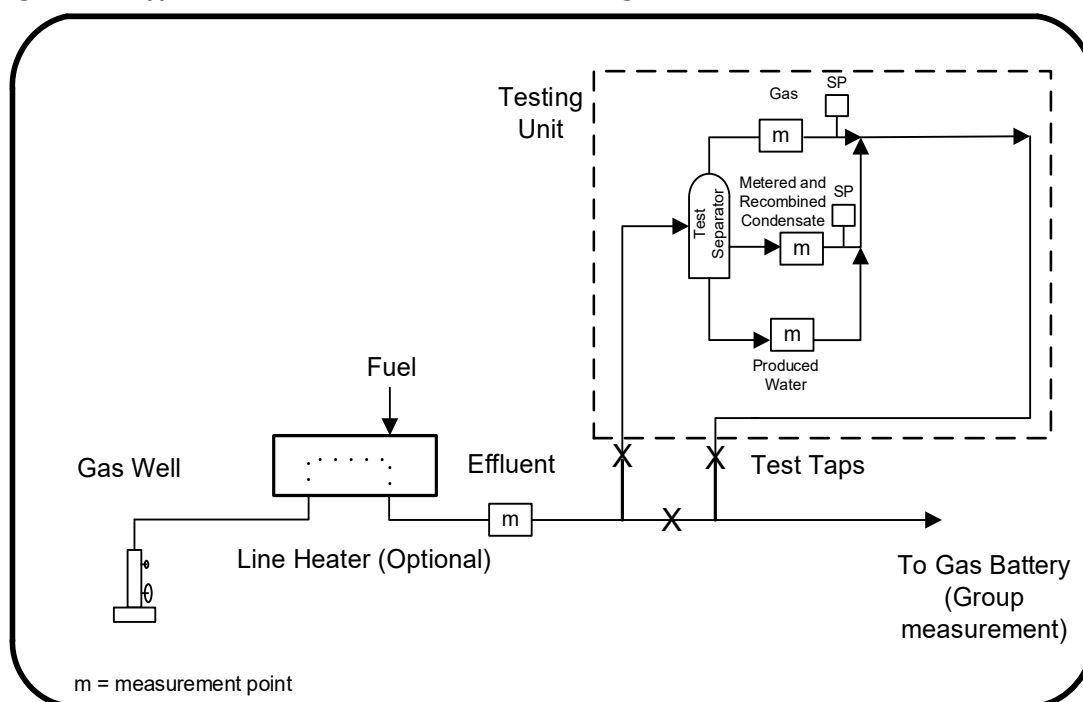 Testing
Unit
Gas
SP
m
Metered and
Recombined
Condensate
SP
m
Test
Separator
m
Produced
Water
Fuel
Gas Well
Effluent
X
X
Test Taps
m
X
Line Heater (Optional)
To Gas Battery
(Group
measurement)
m = measurement point